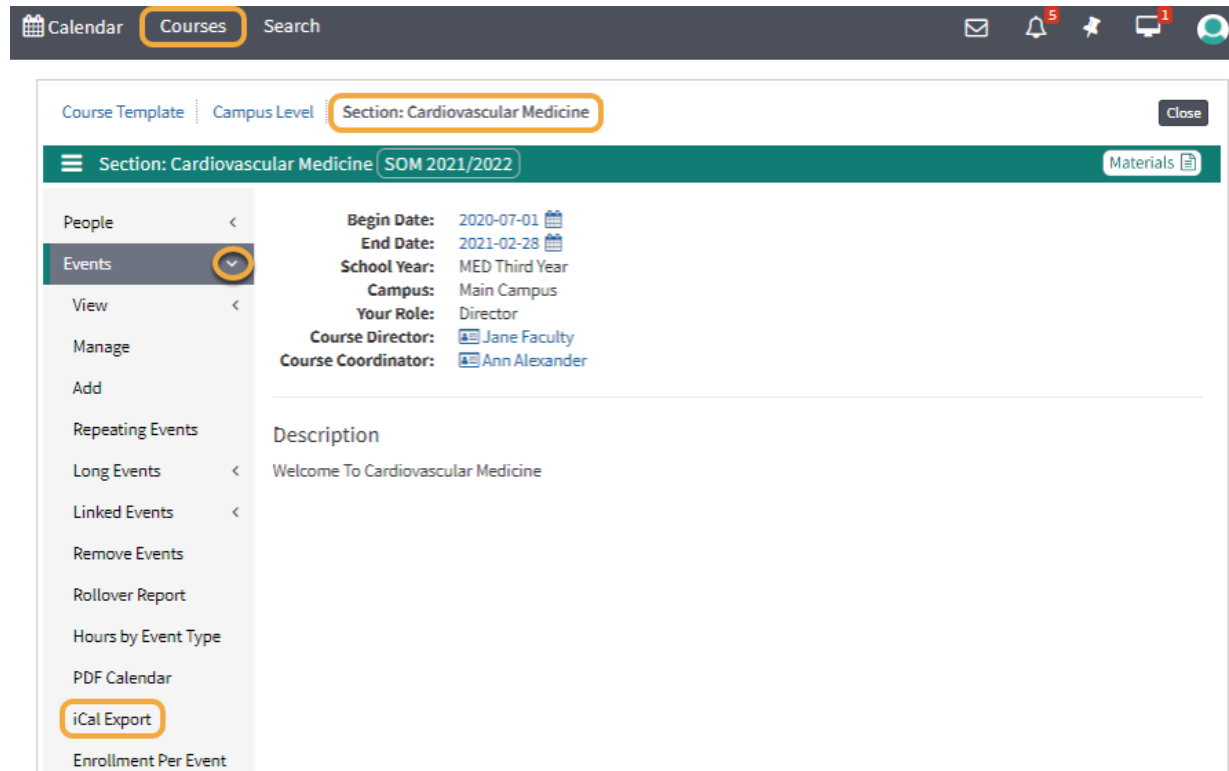 Calendar Courses Search 5 1
Course Template Campus Level Section: Cardiovascular Medicine Close
Section: Cardiovascular Medicine SOM 2021/2022 Materials
People
Events
View
Manage
Add
Repeating Events
Long Events
Linked Events
Remove Events
Rollover Report
Hours by Event Type
PDF Calendar
iCal Export
Enrollment Per Event
Begin Date: 2020-07-01
End Date: 2021-02-28
School Year: MED Third Year
Campus: Main Campus
Your Role: Director
Course Director: Jane Faculty
Course Coordinator: Ann Alexander
Description
Welcome To Cardiovascular Medicine